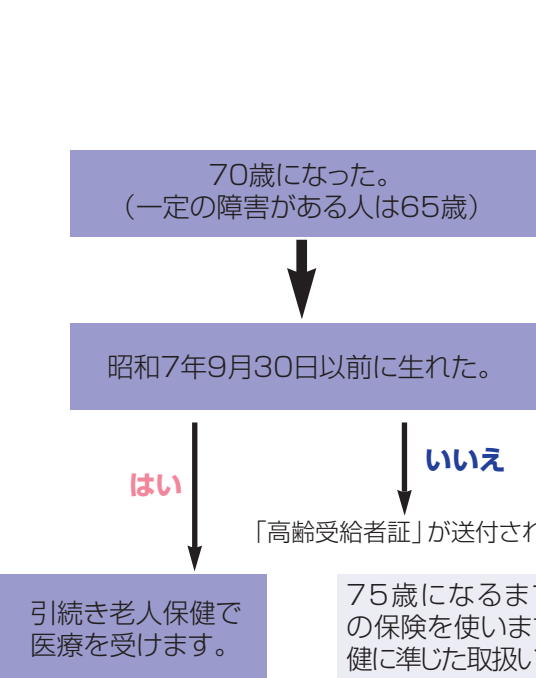 70歳になった。
（一定の障害がある人は65歳）
昭和7年9月30日以前に生れた。
はい
いいえ
「高齢受給者証」が送付され
引続き老人保健で
医療を受けます。
75歳になるまで
の保険を使います
健に準じた取扱い